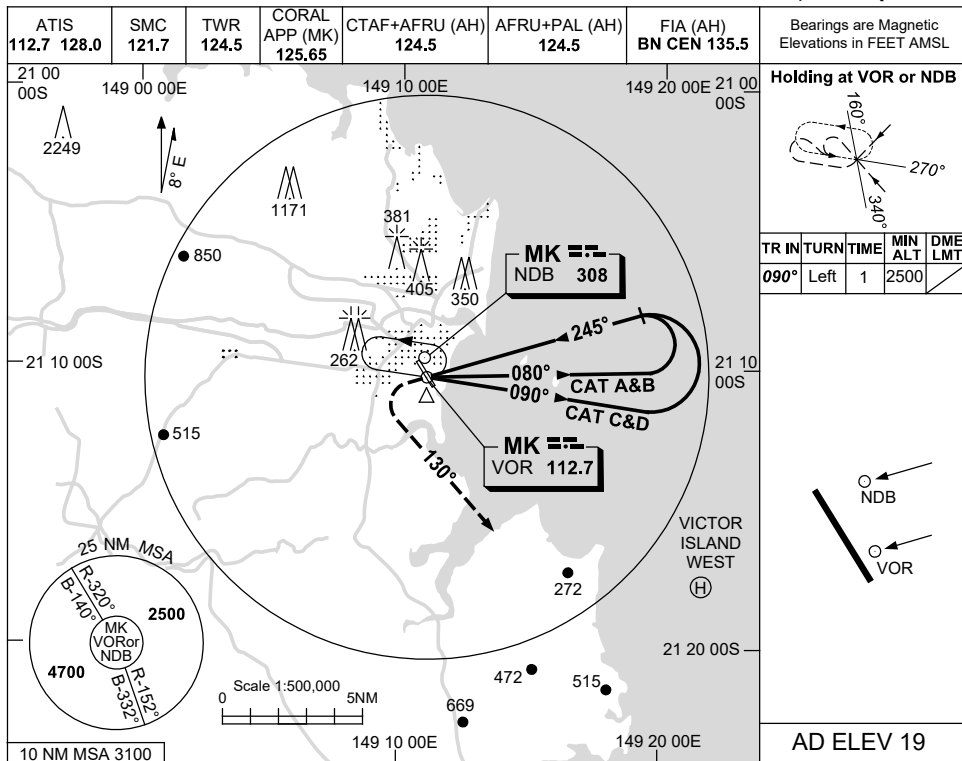 ATIS
112.7 128.0
SMC
121.7
TWR
124.5
CORAL
APP (MK)
125.65
CTAF+AFRU (AH)
124.5
AFRU+PAL (AH)
124.5
FIA (AH)
BN CEN 135.5
Bearings are Magnetic
Elevations in FEET AMSL
21 00
00S
149 00 00E
149 10 00E
149 20 00E
21 00
00S
2249
8° E
1171
381
405
350
850
MK
NDB 308
262
245°
080°
CAT A&B
090°
CAT C&D
21 10 00S
21 10
00S
515
MK
VOR 112.7
130°
VICTOR
ISLAND
WEST
H
272
25 NM MSA
R-320°
B-140°
2500
MK
VORor
NDB
4700
R-152°
B-332°
Scale 1:500,000
0
5NM
21 20 00S
472
515
669
149 10 00E
149 20 00E
10 NM MSA 3100
Holding at VOR or NDB
160°
270°
340°
TR IN TURN TIME MIN ALT DME LMT
090° Left 1 2500
NDB
VOR
AD ELEV 19